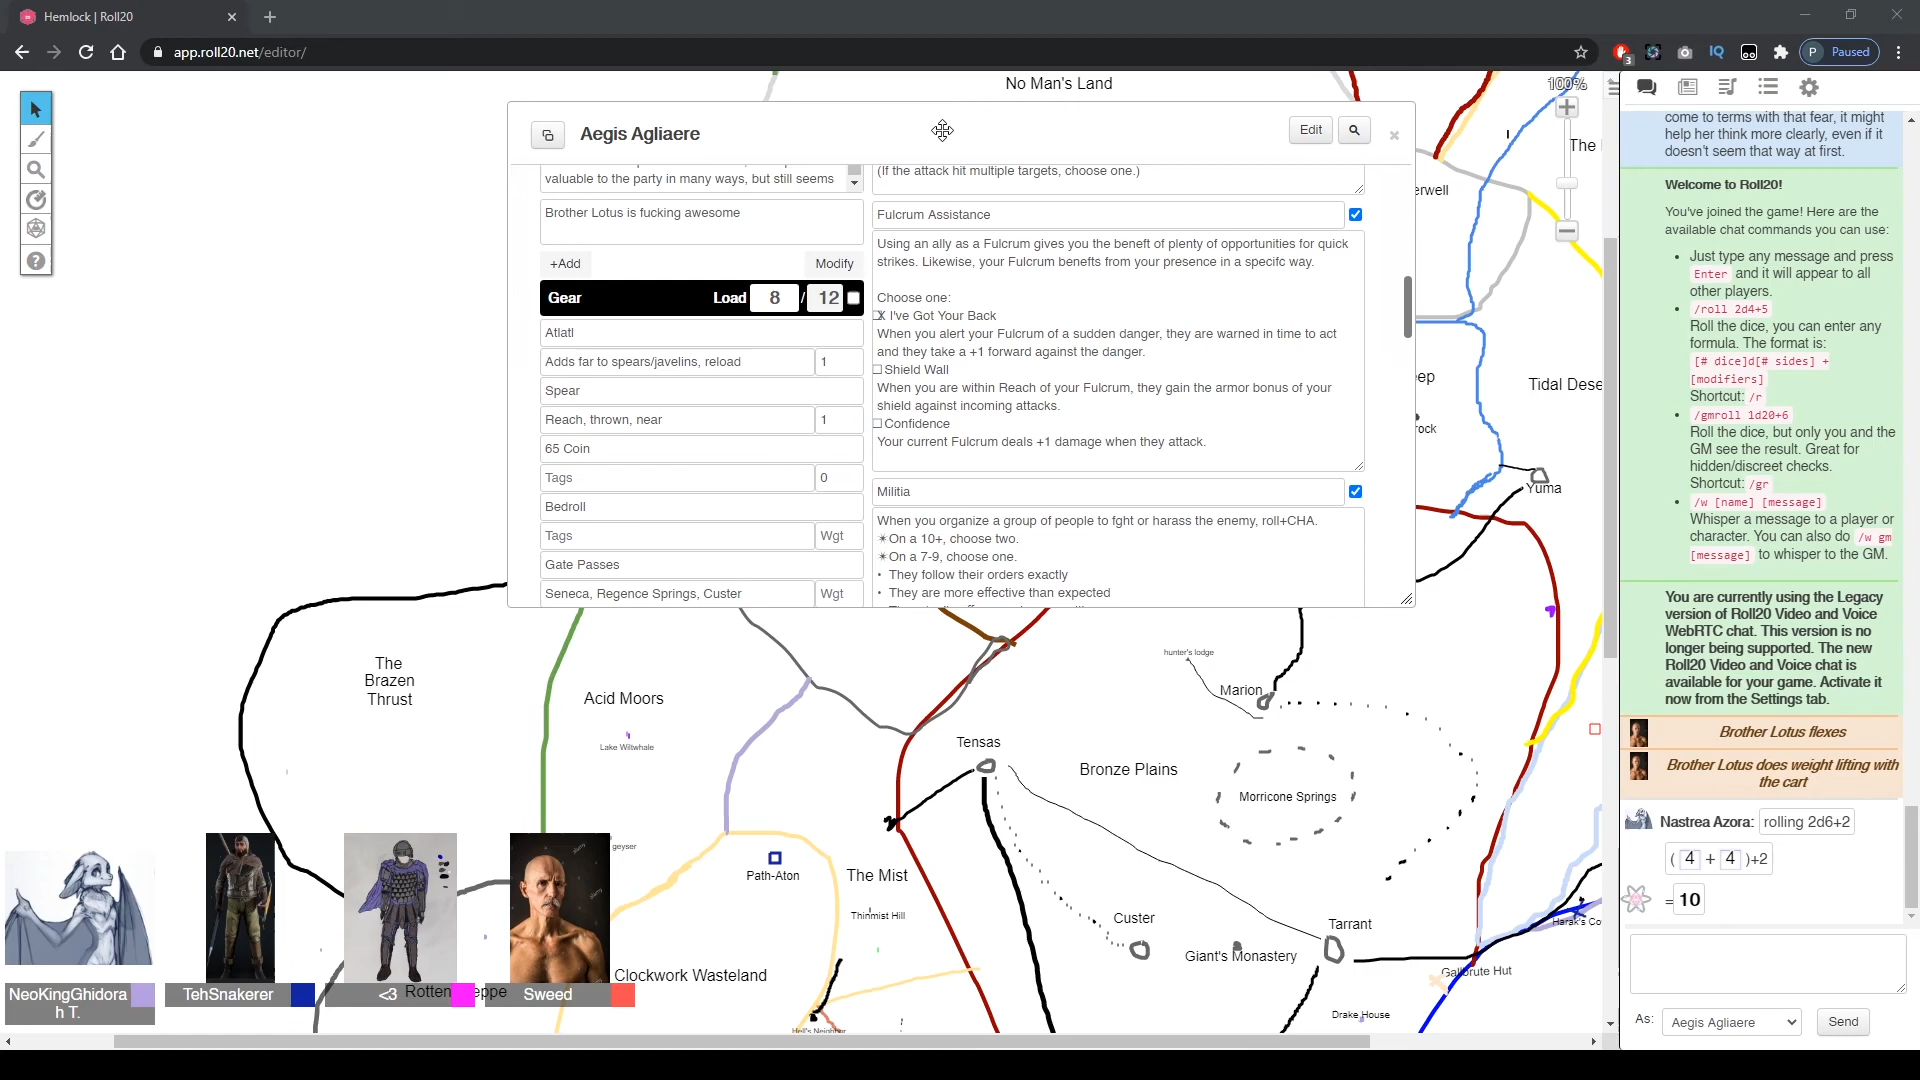 Hemlock | Roll20
app.roll20.net/editor/
3
IQ
P Paused
No Man's Land
100%
Aegis Agliaere
Edit
valuable to the party in many ways, but still seems
Brother Lotus is fucking awesome
+Add
Modify
Gear Load 8 / 12
Atlatl
Adds far to spears/javelins, reload 1
Spear
Reach, thrown, near 1
65 Coin
Tags 0
Bedroll
Tags Wgt
Gate Passes
Seneca, Regence Springs, Custer Wgt
(If the attack hit multiple targets, choose one.)
Fulcrum Assistance
Using an ally as a Fulcrum gives you the beneft of plenty of opportunities for quick
strikes. Likewise, your Fulcrum benefts from your presence in a specifc way.
Choose one:
X I've Got Your Back
When you alert your Fulcrum of a sudden danger, they are warned in time to act
and they take a +1 forward against the danger.
☐ Shield Wall
When you are within Reach of your Fulcrum, they gain the armor bonus of your
shield against incoming attacks.
☐ Confidence
Your current Fulcrum deals +1 damage when they attack.
Militia
When you organize a group of people to fght or harass the enemy, roll+CHA.
✴On a 10+, choose two.
✴On a 7-9, choose one.
• They follow their orders exactly
• They are more effective than expected
The
erwell
eep
Tidal Dese
rock
Yuma
The
Brazen
Thrust
Acid Moors
Lake Wiltwhale
hunter's lodge
Marion
Tensas
Bronze Plains
Morricone Springs
geyser
Path-Aton
The Mist
Thinmist Hill
Custer
Giant's Monastery
Tarrant
Harak's Co
Gallorute Hut
Clockwork Wasteland
Drake House
Hell's Neighbor
NeoKingGhidora
h T.
TehSnakerer
<3
Rotten eppe
Sweed
come to terms with that fear, it might
help her think more clearly, even if it
doesn't seem that way at first.
Welcome to Roll20!
You've joined the game! Here are the
available chat commands you can use:
• Just type any message and press
Enter and it will appear to all
other players.
• /roll 2d4+5
Roll the dice, you can enter any
formula. The format is:
[# dice]d[# sides] +
[modifiers]
Shortcut: /r
• /gmroll 1d20+6
Roll the dice, but only you and the
GM see the result. Great for
hidden/discreet checks.
Shortcut: /gr
• /w [name] [message]
Whisper a message to a player or
character. You can also do /w gm
[message] to whisper to the GM.
You are currently using the Legacy
version of Roll20 Video and Voice
WebRTC chat. This version is no
longer being supported. The new
Roll20 Video and Voice chat is
available for your game. Activate it
now from the Settings tab.
Brother Lotus flexes
Brother Lotus does weight lifting with
the cart
Nastrea Azora: rolling 2d6+2
( 4 + 4 )+2
= 10
As: Aegis Agliaere
Send